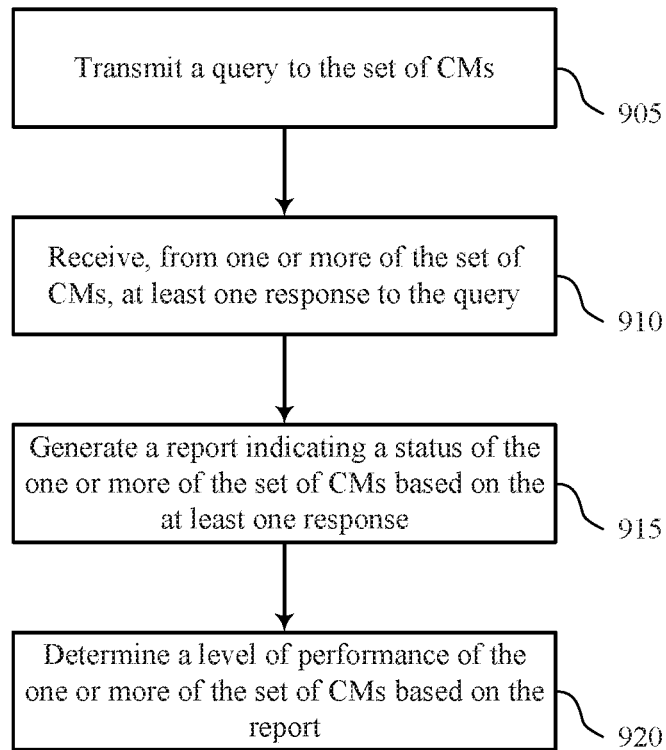 Transmit a query to the set of CMs
905
Receive, from one or more of the set of
CMs, at least one response to the query
910
Generate a report indicating a status of the
one or more of the set of CMs based on the
at least one response
915
Determine a level of performance of the
one or more of the set of CMs based on the
report
920